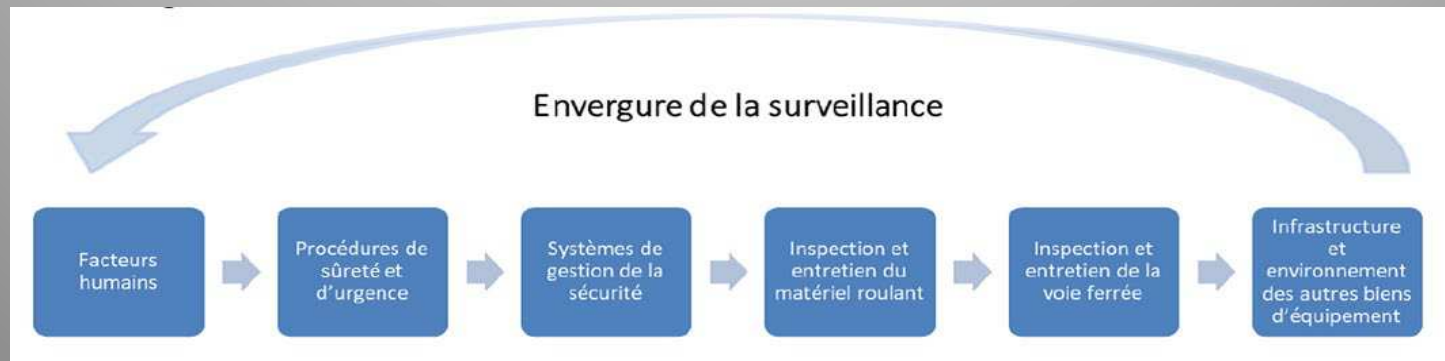 Envergure de la surveillance
Facteurs
humains
Procédures de
sûreté et
d'urgence
Systèmes de
gestion de la
sécurité
Inspection et
entretien du
matériel roulant
Inspection et
entretien de la
voie ferrée
Infrastructure
et
environnement
des autres biens
d'équipement